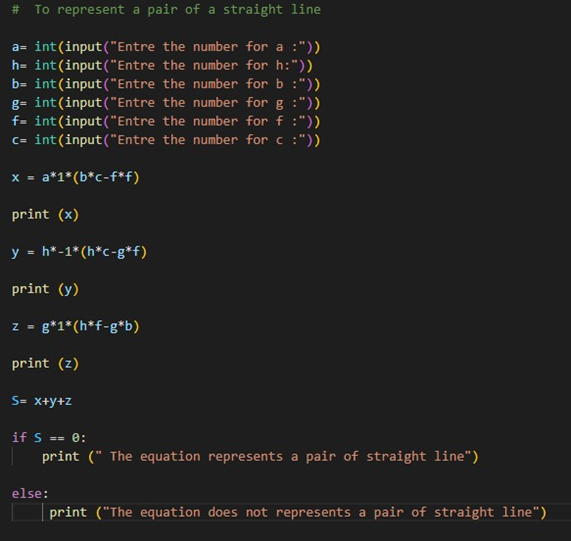 #  To represent a pair of a straight line
a= int(input("Entre the number for a :"))
h= int(input("Entre the number for h:"))
b= int(input("Entre the number for b :"))
g= int(input("Entre the number for g :"))
f= int(input("Entre the number for f :"))
c= int(input("Entre the number for c :"))
x = a*1*(b*c-f*f)
print (x)
y = h*-1*(h*c-g*f)
print (y)
z = g*1*(h*f-g*b)
print (z)
S= x+y+z
if S == 0:
    print (" The equation represents a pair of straight line")
else:
     print ("The equation does not represents a pair of straight line")